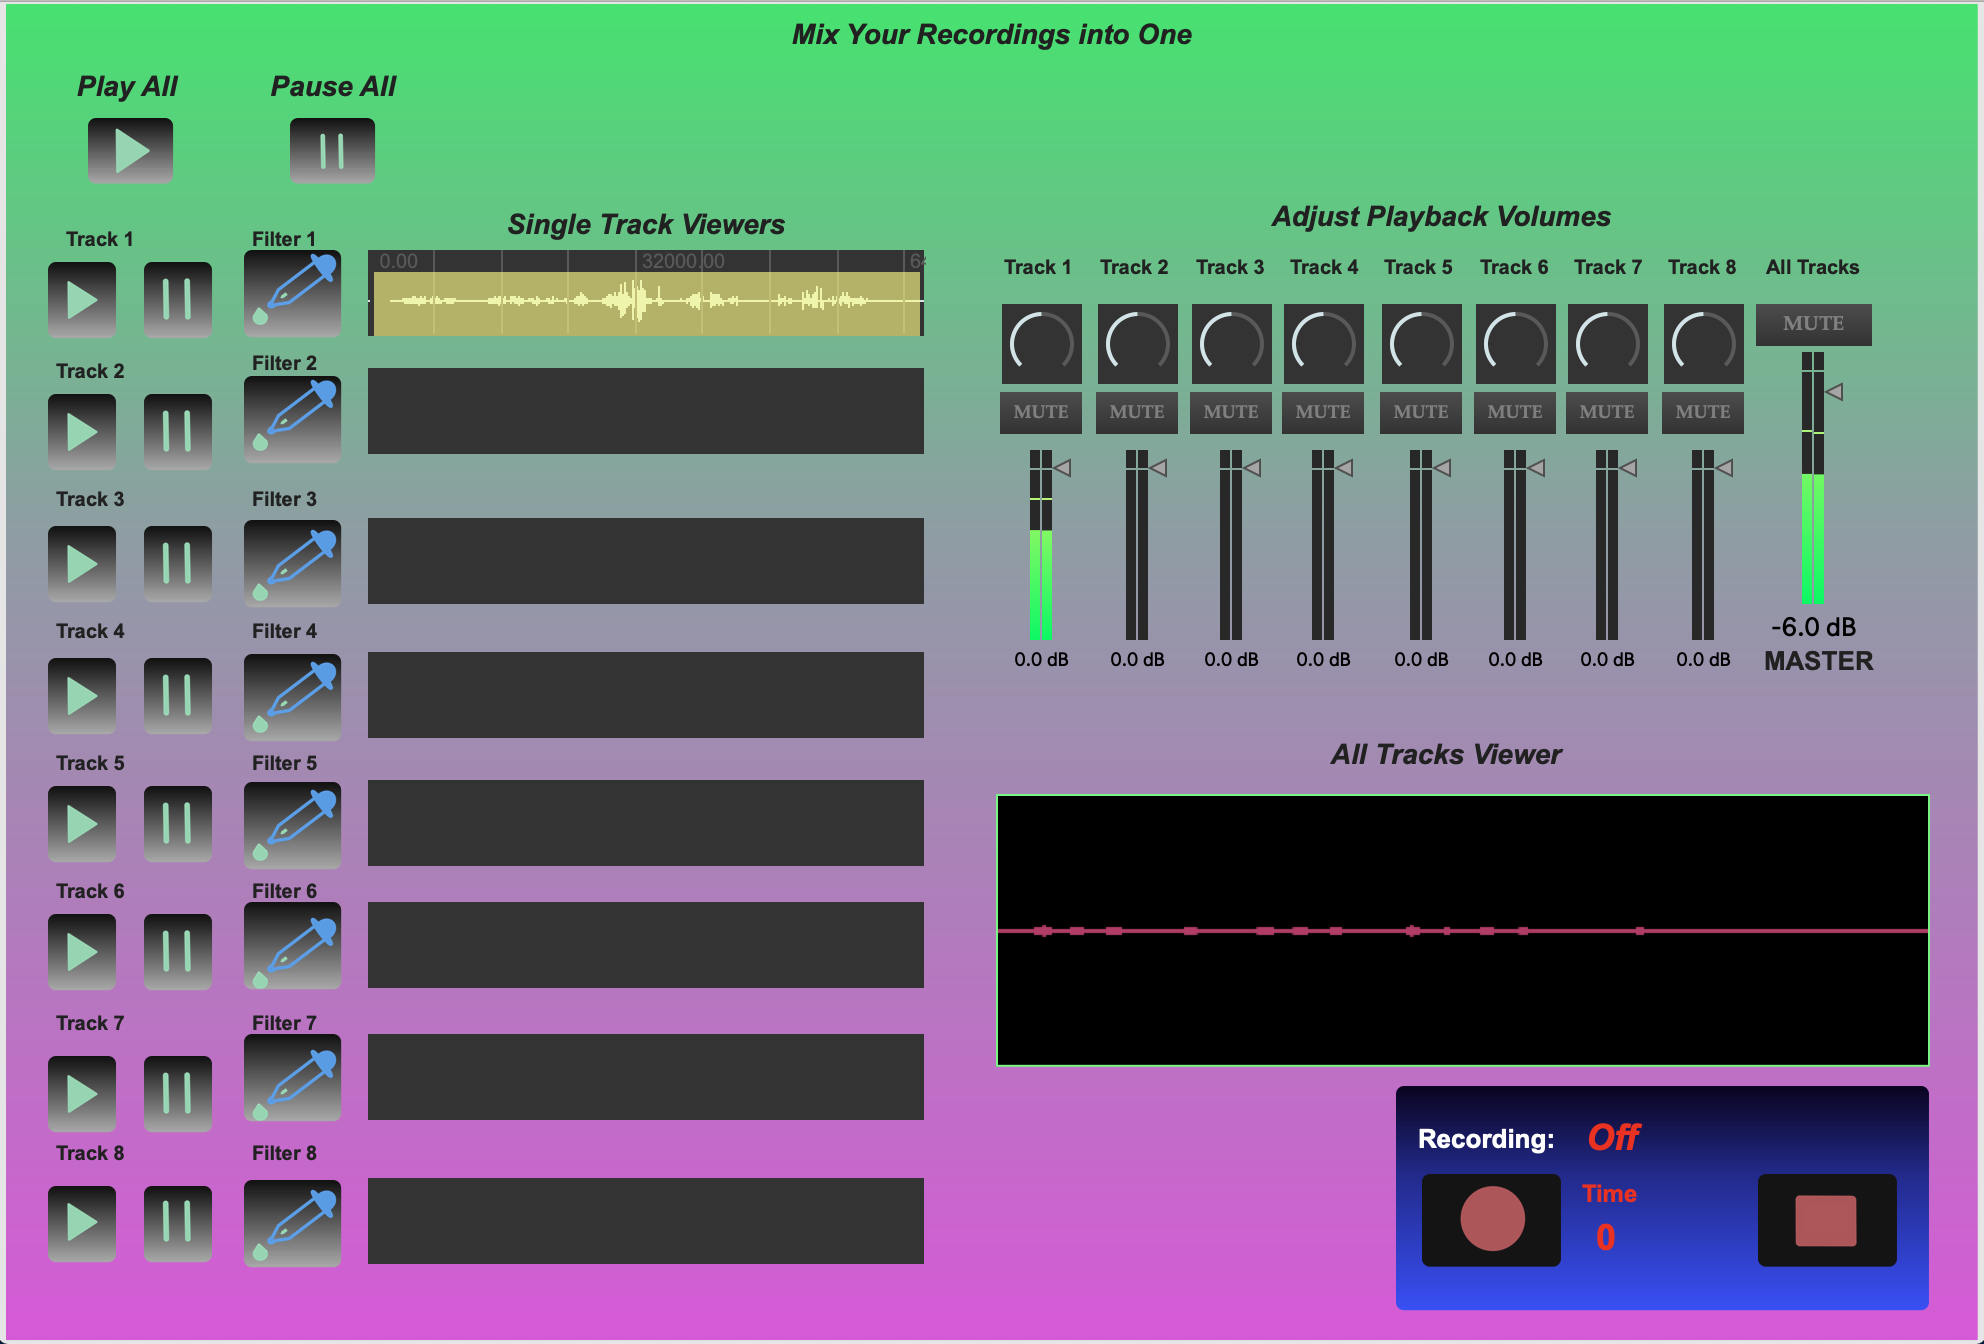 Mix Your Recordings into One
Play All
Pause All
Single Track Viewers
Track 1
Filter 1
0.00
32000.00
Track 2
Filter 2
Track 3
Filter 3
Track 4
Filter 4
Track 5
Filter 5
Track 6
Filter 6
Track 7
Filter 7
Track 8
Filter 8
Adjust Playback Volumes
Track 1 Track 2 Track 3 Track 4 Track 5 Track 6 Track 7 Track 8 All Tracks
MUTE
MUTE MUTE MUTE MUTE MUTE MUTE MUTE MUTE
0.0 dB 0.0 dB 0.0 dB 0.0 dB 0.0 dB 0.0 dB 0.0 dB 0.0 dB
-6.0 dB
MASTER
All Tracks Viewer
Recording: Off
Time
0